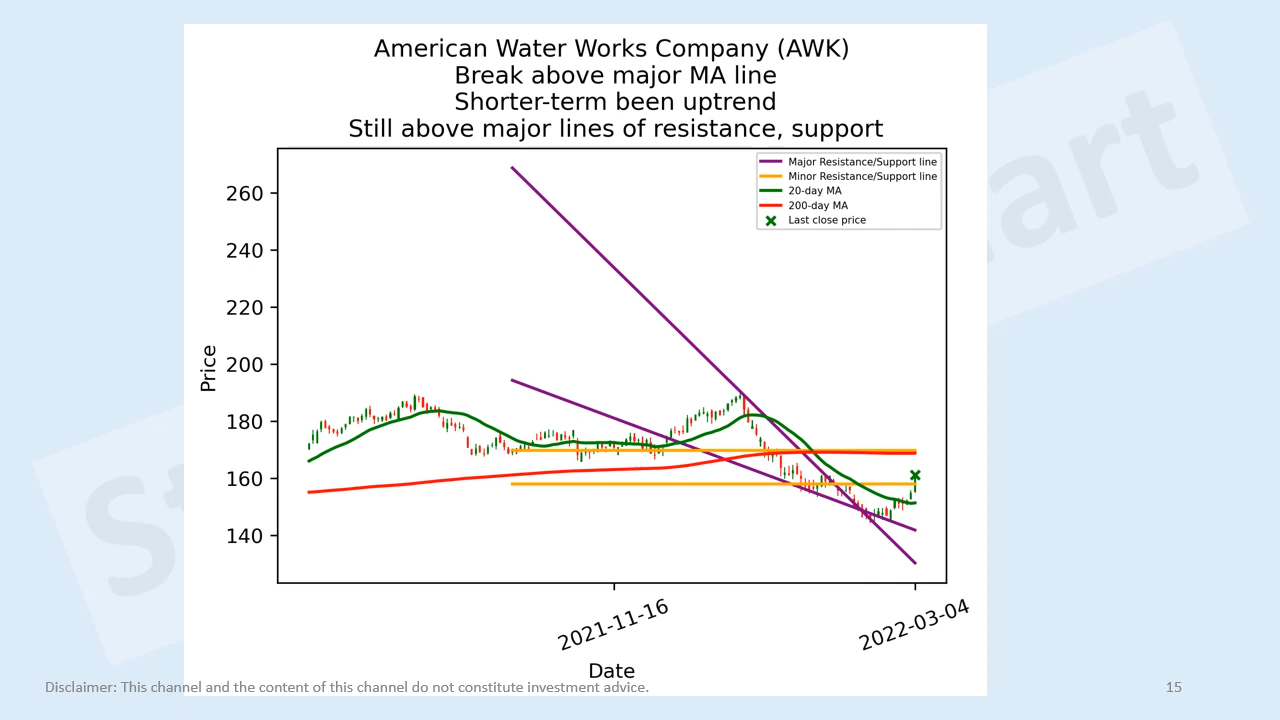 American Water Works Company (AWK)
Break above major MA line
Shorter-term been uptrend
Still above major lines of resistance, support
Major Resistance/Support line
Minor Resistance/Support line
20-day MA
200-day MA
Last close price
260
240
220
200
180
160
140
Price
2021-11-16
2022-03-04
Date
Disclaimer: This channel and the content of this channel do not constitute investment advice.
15